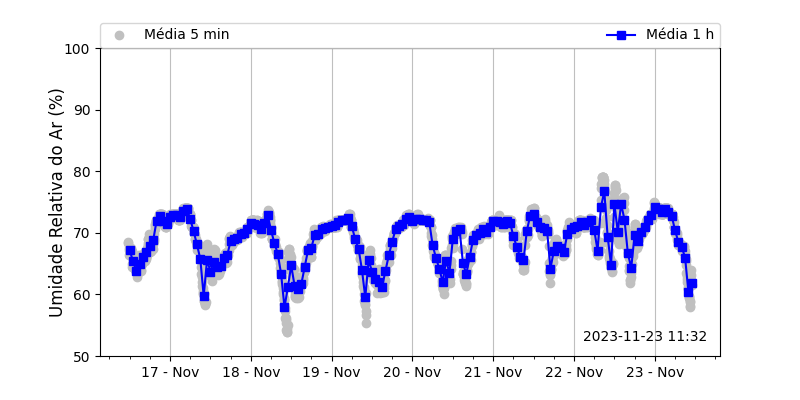 Média 5 min
Média 1 h
Umidade Relativa do Ar (%)
100
90
80
70
60
50
17 - Nov
18 - Nov
19 - Nov
20 - Nov
21 - Nov
22 - Nov
23 - Nov
2023-11-23 11:32